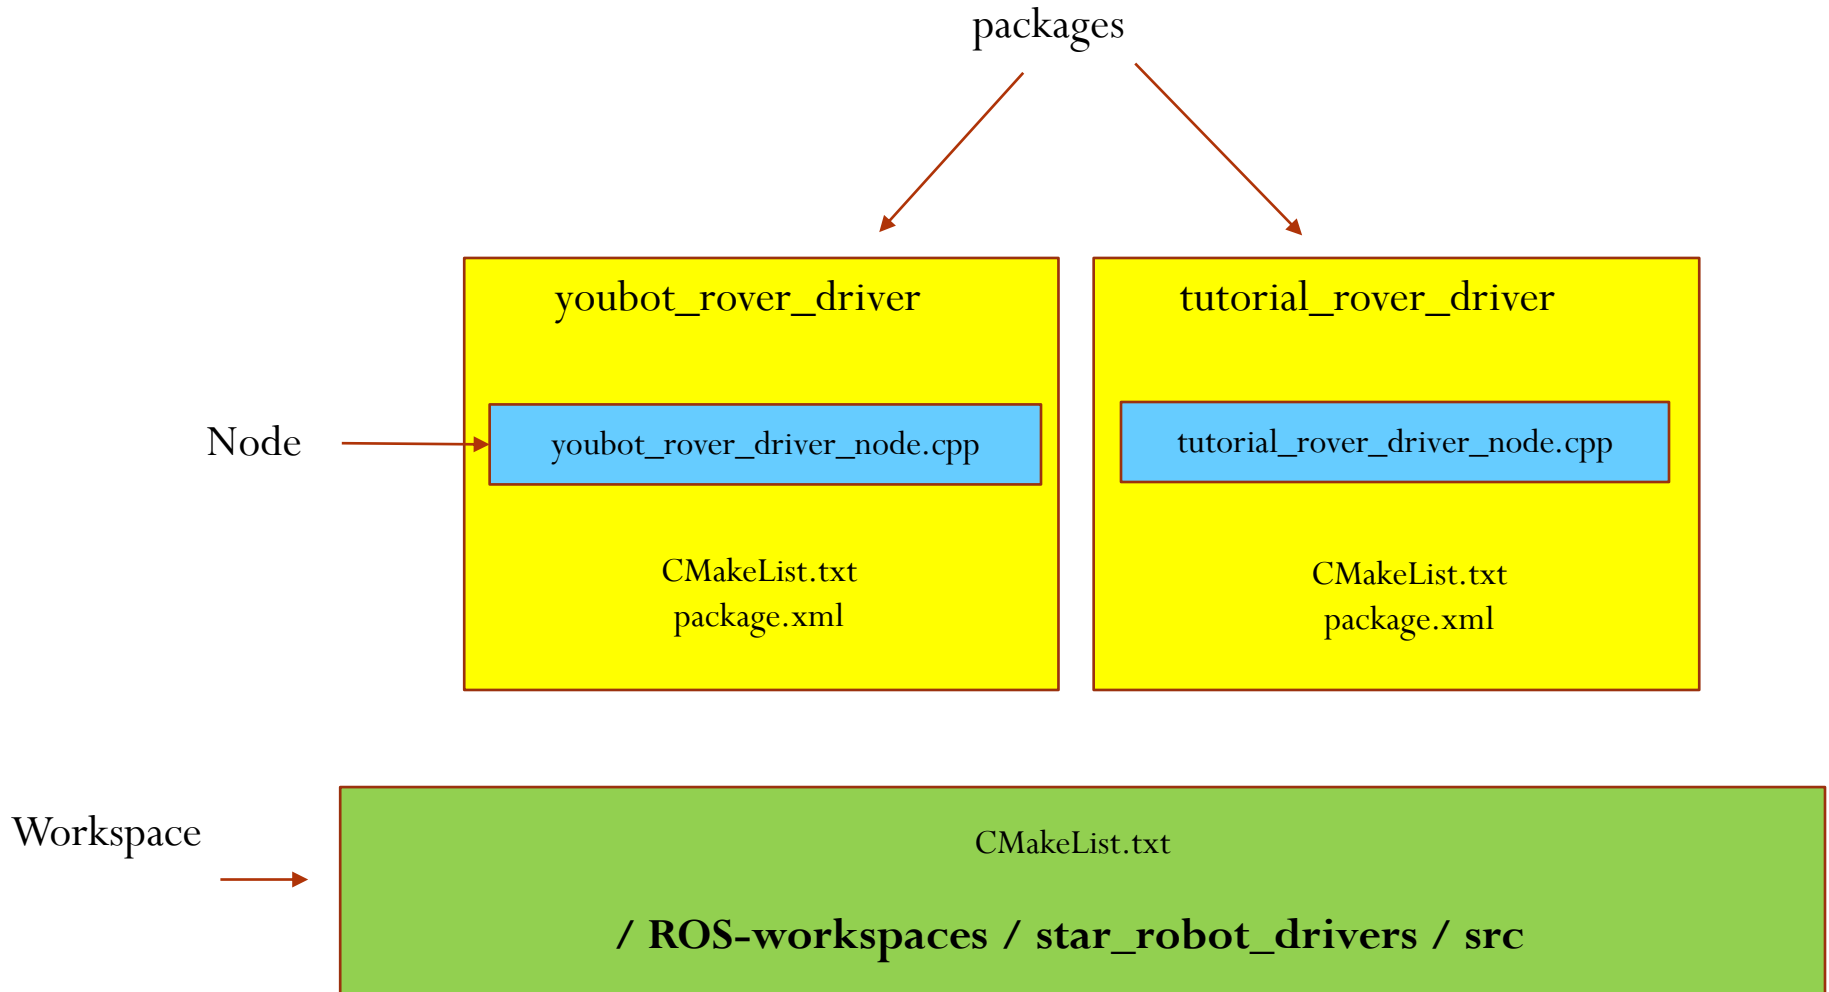 packages
youbot_rover_driver
tutorial_rover_driver
Node
youbot_rover_driver_node.cpp
tutorial_rover_driver_node.cpp
CMakeList.txt
package.xml
CMakeList.txt
package.xml
Workspace
CMakeList.txt
/ ROS-workspaces / star_robot_drivers / src